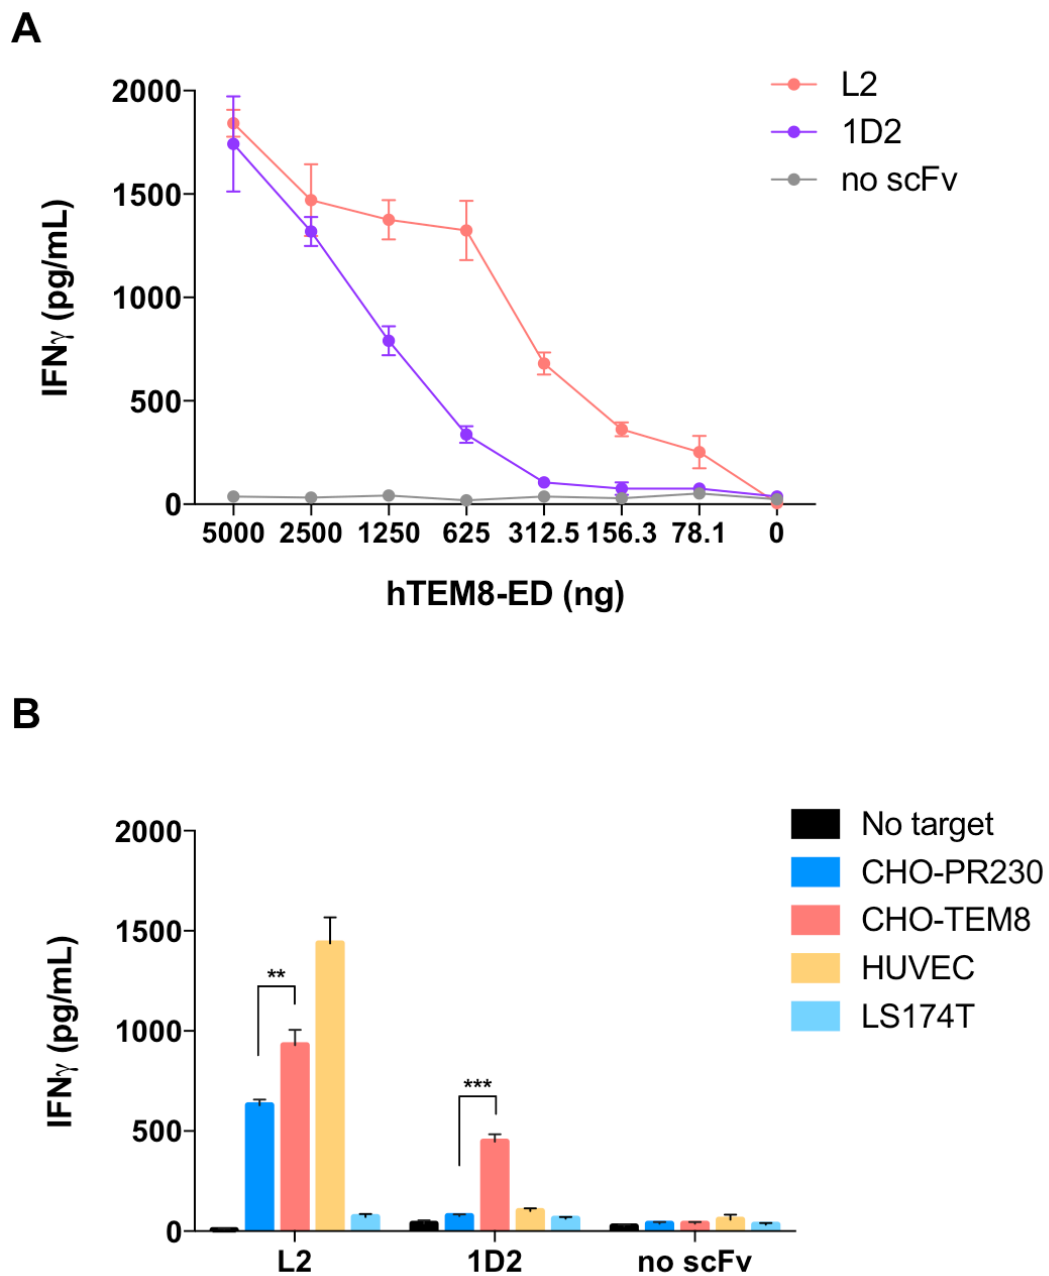 A
2000
1500
1000
500
0
IFNγ (pg/mL)
5000 2500 1250 625 312.5 156.3 78.1 0
hTEM8-ED (ng)
L2
1D2
no scFv
B
2000
1500
1000
500
0
IFNγ (pg/mL)
**
***
L2 1D2 no scFv
No target
CHO-PR230
CHO-TEM8
HUVEC
LS174T